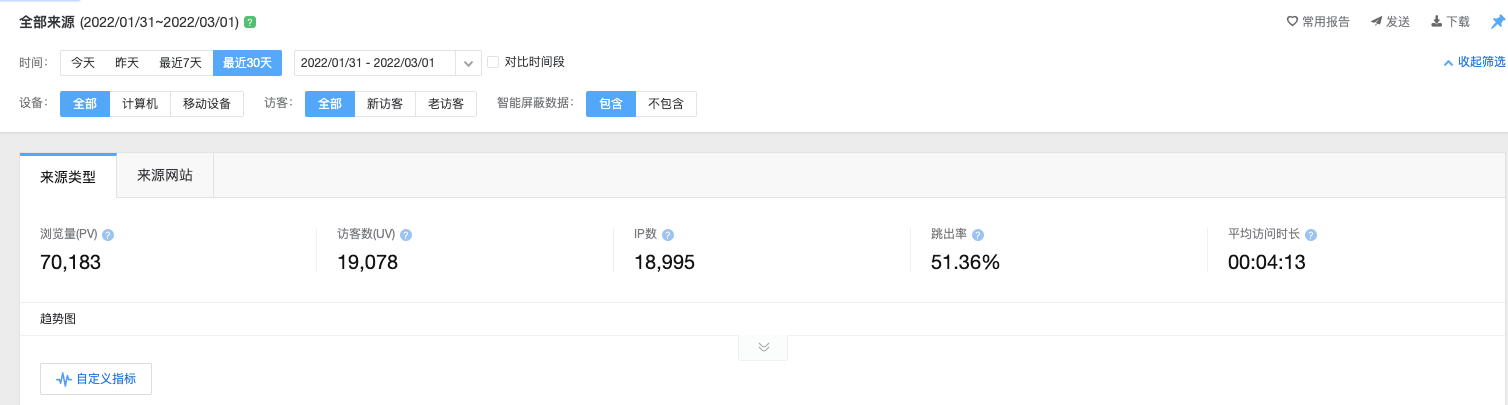 全部来源 (2022/01/31~2022/03/01) ?
常用报告 发送 下载
时间: 今天 昨天 最近7天 最近30天 2022/01/31 - 2022/03/01 对比时间段
收起筛选
设备: 全部 计算机 移动设备 访客: 全部 新访客 老访客 智能屏蔽数据: 包含 不包含
来源类型 来源网站
浏览量(PV) ? 访客数(UV) ? IP数 ? 跳出率 ? 平均访问时长 ?
70,183 19,078 18,995 51.36% 00:04:13
趋势图
自定义指标